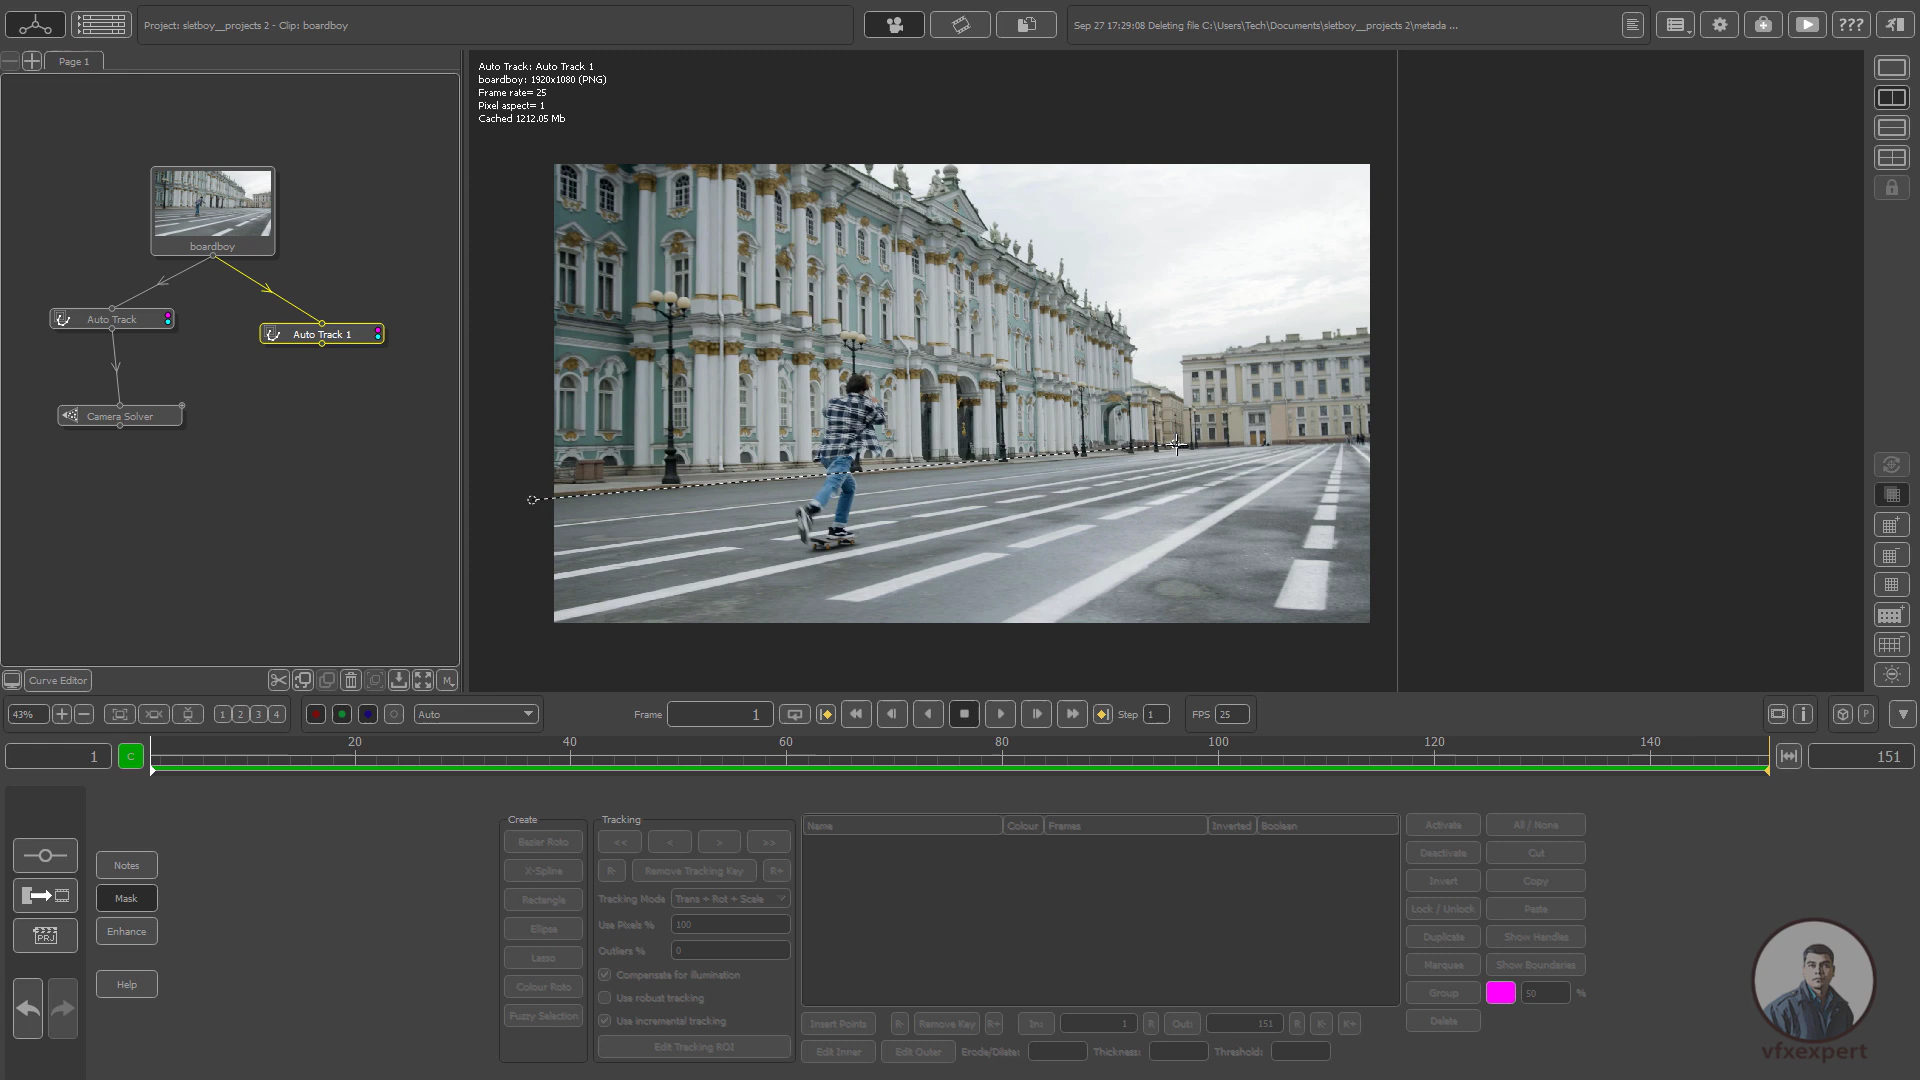 Project: sletboy__projects 2 - Clip: boardboy
Sep 27 17:29:08 Deleting file C:\Users\Tech\Documents\sletboy__projects 2\metada ...
???
Page 1
Auto Track: Auto Track 1
boardboy: 1920x1080 (PNG)
Frame rate= 25
Pixel aspect= 1
Cached 1212.05 Mb
boardboy
Auto Track
Auto Track 1
Camera Solver
Curve Editor
M
43%
1 2 3 4
Auto
Frame 1
Step 1
FPS 25
P
1
C
20 40 60 80 100 120 140
151
PRJ
Notes
Mask
Enhance
Help
Create
Bezier Roto
X-Spline
Rectangle
Ellipse
Lasso
Colour Roto
Fuzzy Selection
Tracking
<< < > >>
R- Remove Tracking Key R+
Tracking Mode Trans + Rot + Scale
Use Pixels % 100
Outliers % 0
Compensate for illumination
Use robust tracking
Use incremental tracking
Edit Tracking ROI
Name Colour Frames Inverted Boolean
Insert Points R- Remove Key R+ In: 1 R Out: 151 R K- K+
Edit Inner Edit Outer Erode/Dilate: Thickness: Threshold:
Activate All / None
Deactivate Cut
Invert Copy
Lock / Unlock Paste
Duplicate Show Handles
Marquee Show Boundaries
Group 50 %
Delete
vfxexpert